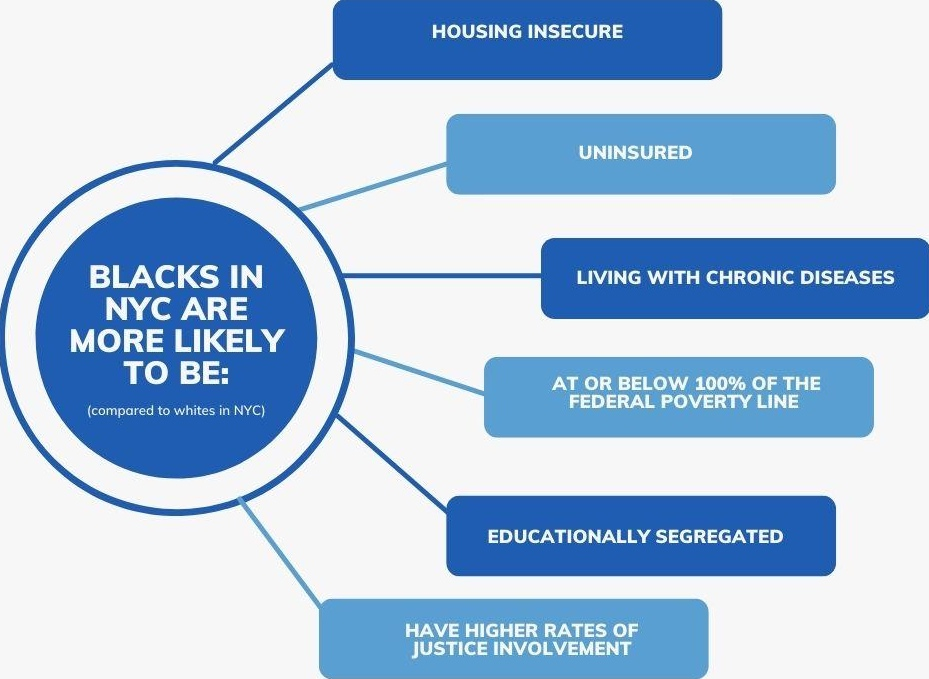 HOUSING INSECURE
UNINSURED
BLACKS IN
NYC ARE
MORE LIKELY
TO BE:
(compared to whites in NYC)
LIVING WITH CHRONIC DISEASES
AT OR BELOW 100% OF THE
FEDERAL POVERTY LINE
EDUCATIONALLY SEGREGATED
HAVE HIGHER RATES OF
JUSTICE INVOLVEMENT